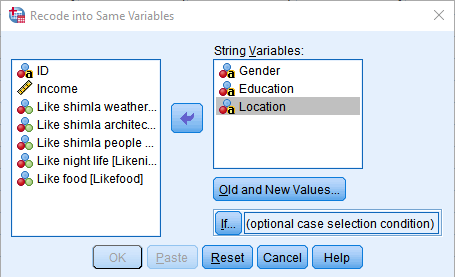 Recode into Same Variables
String Variables:
ID
Income
Like shimla weather...
Like shimla architec...
Like shimla people ...
Like night life [Likeni...
Like food [Likefood]
Gender
Education
Location
Old and New Values...
If... (optional case selection condition)
OK Paste Reset Cancel Help